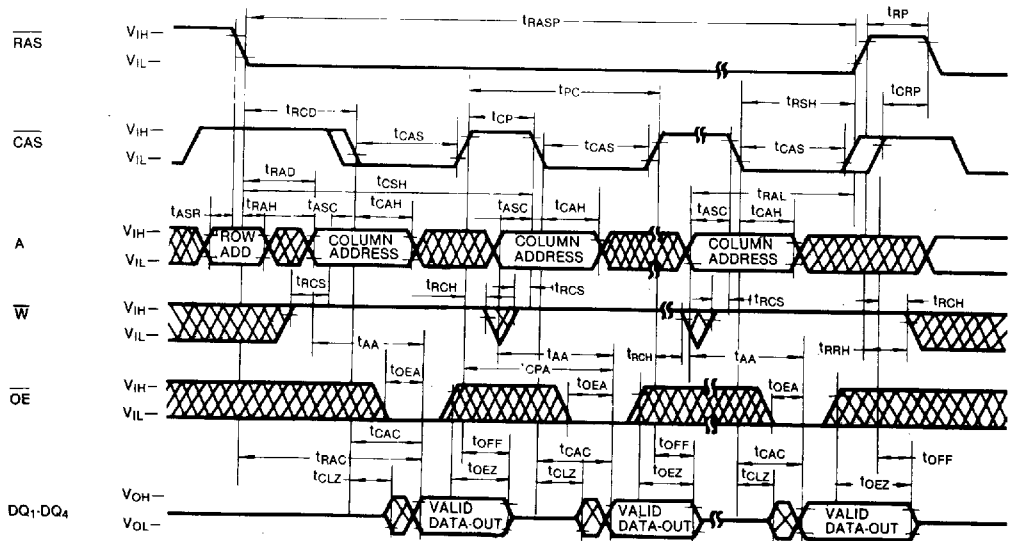 tRASP tRP
RAS VIH VIL
tPC tCRP
tRCD tCP tRSH
CAS VIH VIL tCAS tCAS tCAS
tRAD tCSH tRAL
tASR tRAH tASC tCAH tASC tCAH tASC tCAH
A VIH VIL ROW ADD COLUMN ADDRESS COLUMN ADDRESS COLUMN ADDRESS
tRCS tRCH tRCS tRCS tRCH
W VIH VIL
tAA tAA tRCH tAA tRRH
tOEA tCPA tOEA tOEA
OE VIH VIL
tCAC tOFF tCAC tOFF tCAC tOFF
tRAC
tCLZ tOEZ tCLZ tOEZ tCLZ tOEZ
DQ1-DQ4 VOH VOL VALID DATA-OUT VALID DATA-OUT VALID DATA-OUT